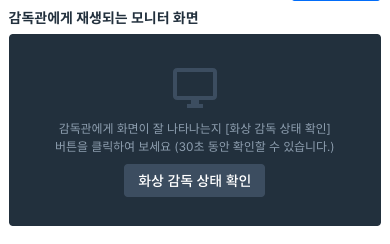 감독관에게 재생되는 모니터 화면
감독관에게 화면이 잘 나타나는지 [화상 감독 상태 확인]
버튼을 클릭하여 보세요 (30초 동안 확인할 수 있습니다.)
화상 감독 상태 확인